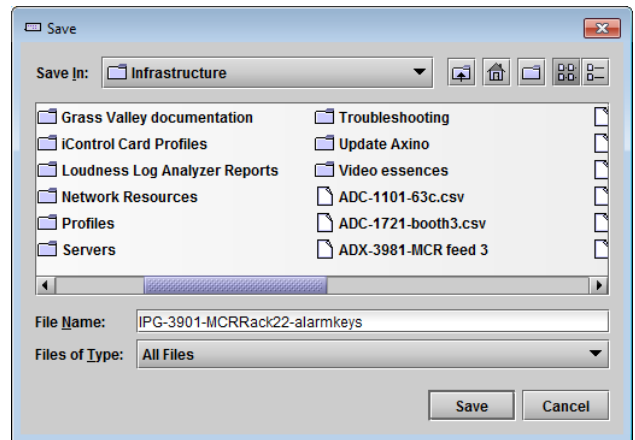 Save
Save In: Infrastructure
Grass Valley documentation
iControl Card Profiles
Loudness Log Analyzer Reports
Network Resources
Profiles
Servers
Troubleshooting
Update Axino
Video essences
ADC-1101-63c.csv
ADC-1721-booth3.csv
ADX-3981-MCR feed 3
File Name: IPG-3901-MCRRack22-alarmkeys
Files of Type: All Files
Save Cancel